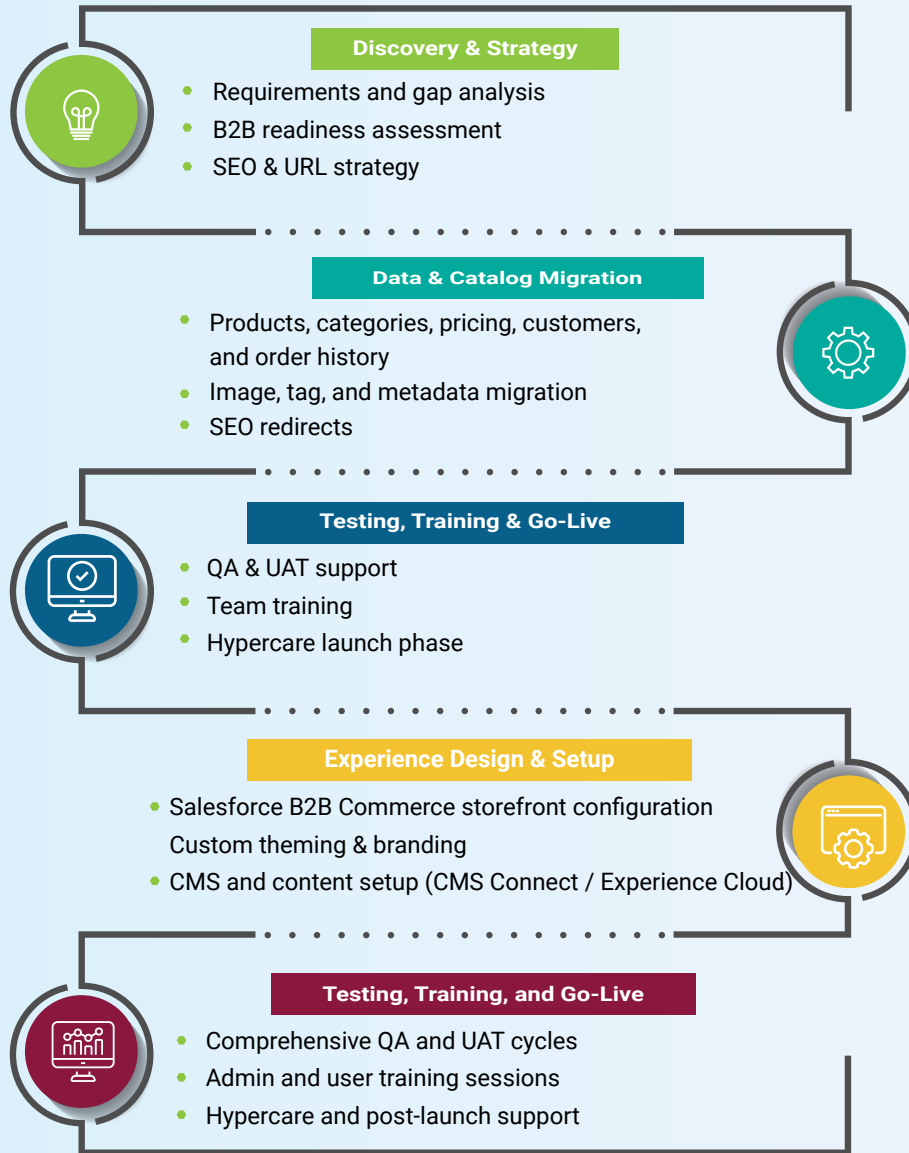 Discovery & Strategy
Requirements and gap analysis
B2B readiness assessment
SEO & URL strategy
Data & Catalog Migration
Products, categories, pricing, customers,
and order history
Image, tag, and metadata migration
SEO redirects
Testing, Training & Go-Live
QA & UAT support
Team training
Hypercare launch phase
Experience Design & Setup
Salesforce B2B Commerce storefront configuration
Custom theming & branding
CMS and content setup (CMS Connect / Experience Cloud)
Testing, Training, and Go-Live
Comprehensive QA and UAT cycles
Admin and user training sessions
Hypercare and post-launch support